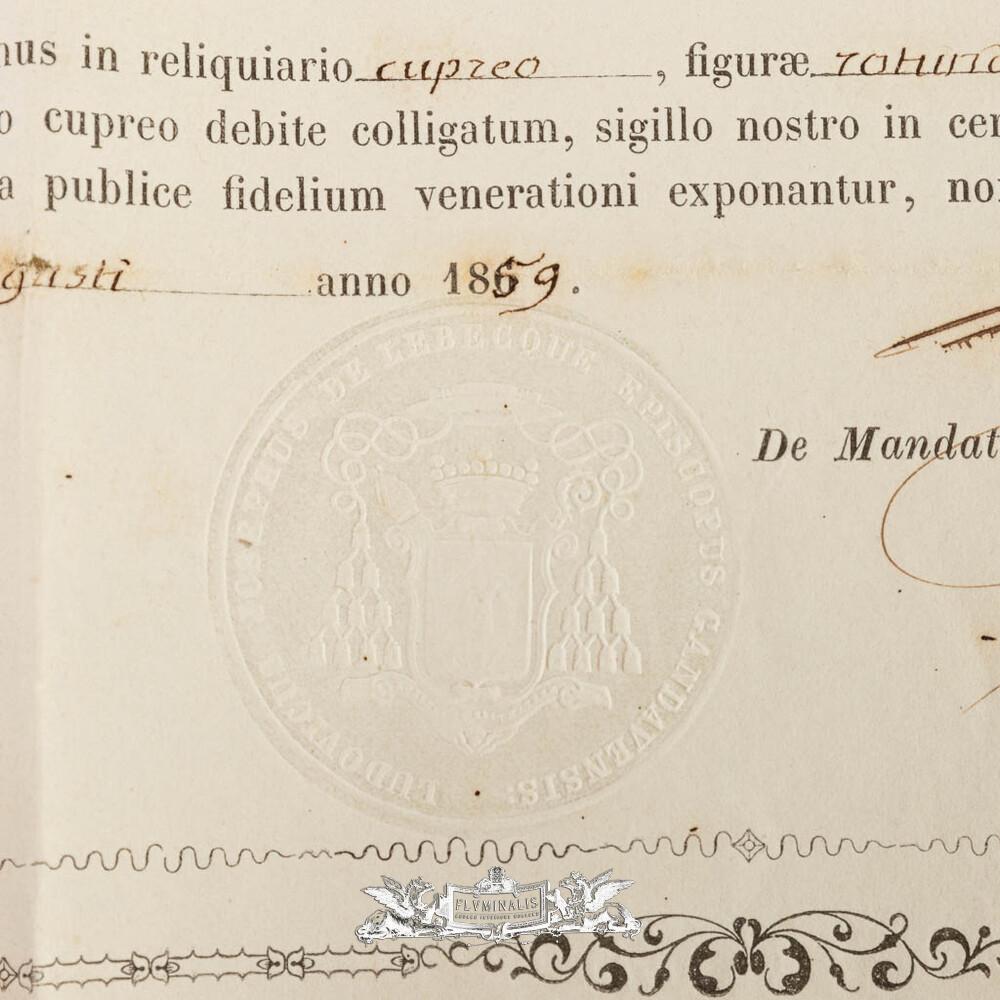 nus in reliquiario cupreo, figuræ rotund
o cupreo debite colligatum, sigillo nostro in cer
a publice fidelium venerationi exponantur, no
gusti anno 1859.
LUDOVICUS JOSEPHUS DE LEBECQUE EPISCOPUS GANDAVENSIS:
De Mandat
FLVMINALIS